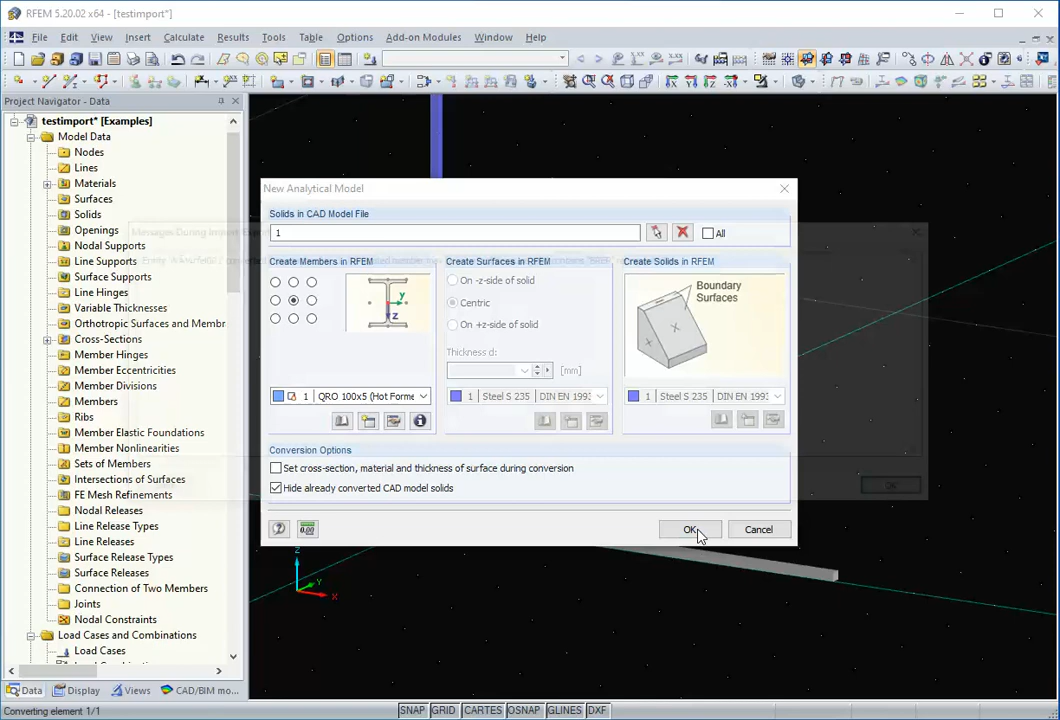 RFEM 5.20.02 x64 - [testimport*]
File Edit View Insert Calculate Results Tools Table Options Add-on Modules Window Help
Project Navigator - Data
testimport* [Examples]
Model Data
Nodes
Lines
Materials
Surfaces
Solids
Openings
Nodal Supports
Line Supports
Surface Supports
Line Hinges
Variable Thicknesses
Orthotropic Surfaces and Membr
Cross-Sections
Member Hinges
Member Eccentricities
Member Divisions
Members
Ribs
Member Elastic Foundations
Member Nonlinearities
Sets of Members
Intersections of Surfaces
FE Mesh Refinements
Nodal Releases
Line Release Types
Line Releases
Surface Release Types
Surface Releases
Connection of Two Members
Joints
Nodal Constraints
Load Cases and Combinations
Load Cases
Data Display Views CAD/BIM mo...
Converting element 1/1
SNAP GRID CARTES OSNAP GLINES DXF
New Analytical Model
Solids in CAD Model File
1
All
Create Members in RFEM
y
z
1 QRO 100x5 (Hot Forme
Create Surfaces in RFEM
On -z-side of solid
Centric
On +z-side of solid
Thickness d:
[mm]
1 Steel S 235 | DIN EN 1993
Create Solids in RFEM
Boundary
Surfaces
1 Steel S 235 | DIN EN 1993
Conversion Options
Set cross-section, material and thickness of surface during conversion
Hide already converted CAD model solids
0.00
OK Cancel
Z
Y
X